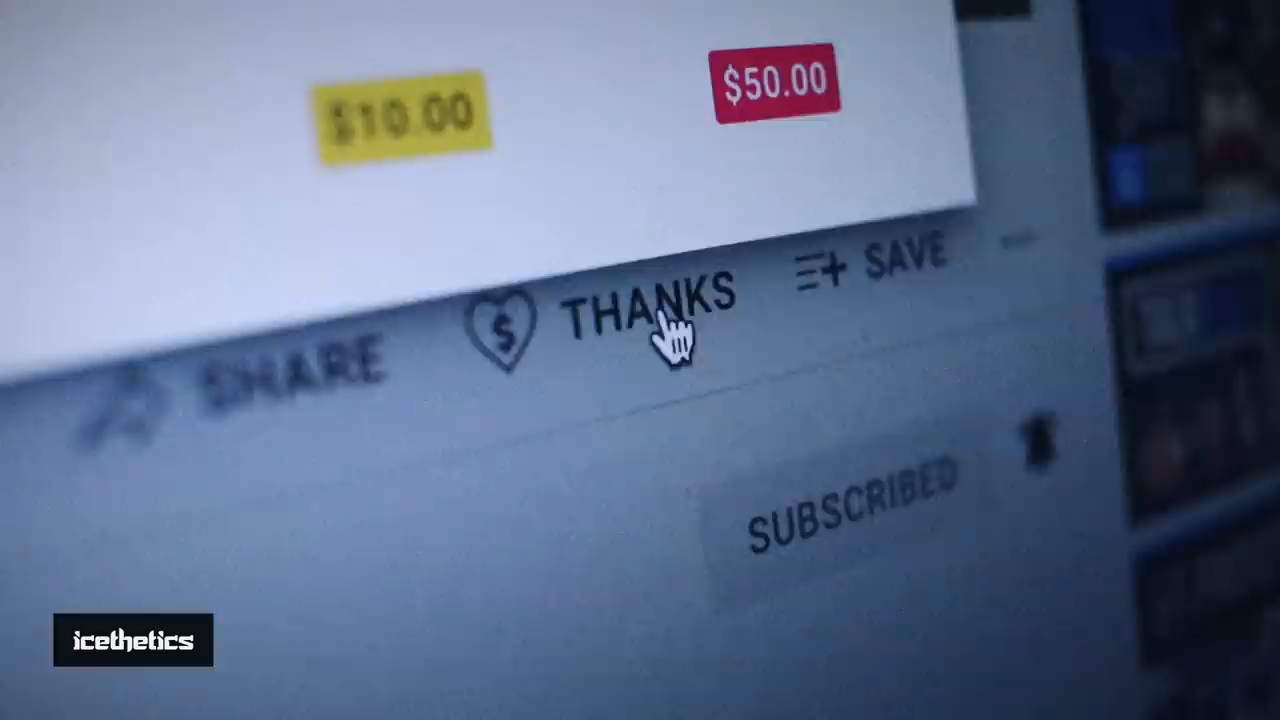 $10.00
$50.00
SHARE
$ THANKS
SAVE
SUBSCRIBED
icethetics